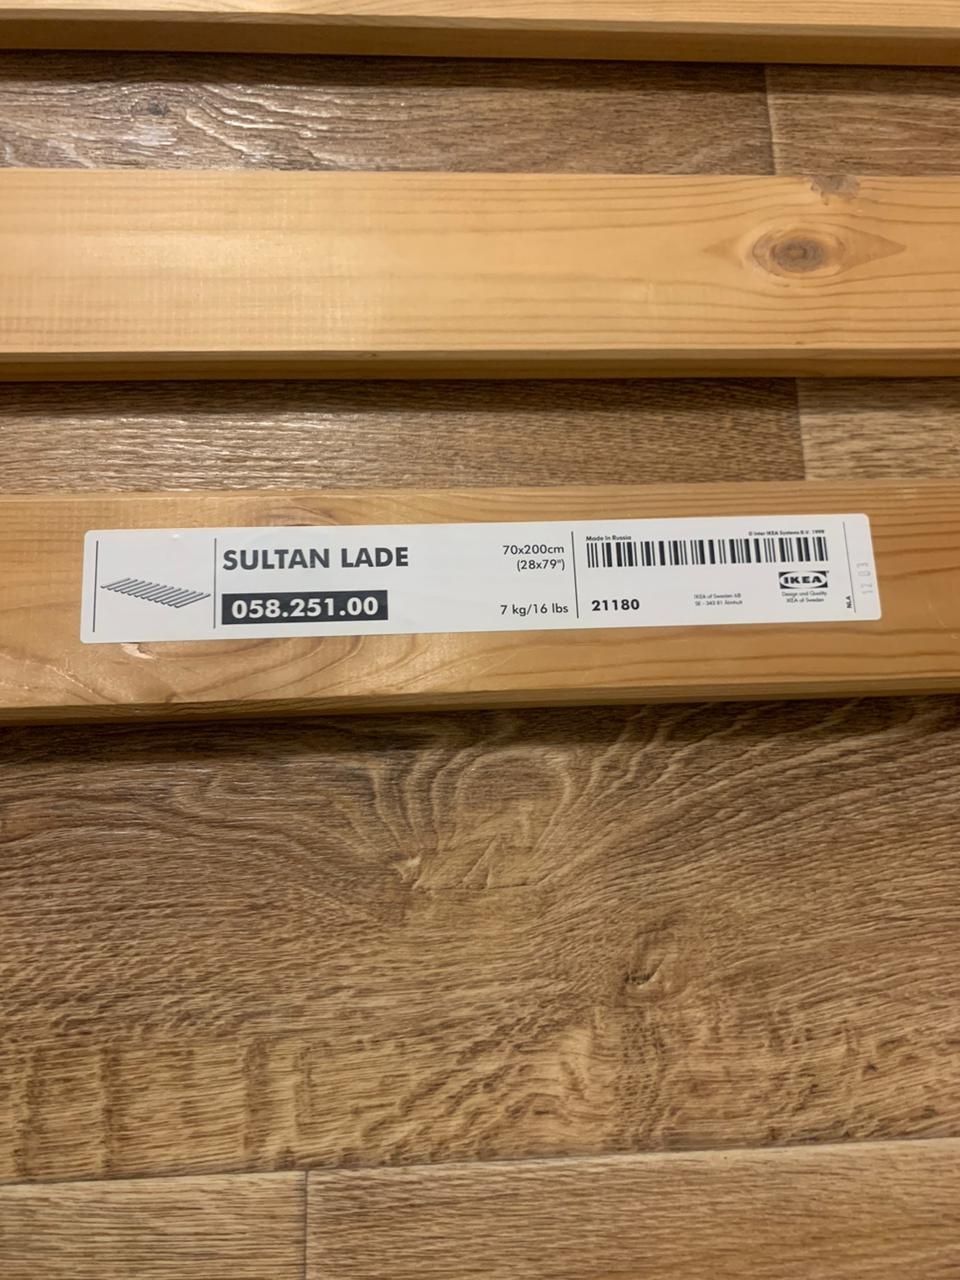 SULTAN LADE
058.251.00
70x200cm
(28x79")
7 kg/16 lbs
Made in Russia
© Inter IKEA Systems B.V. 1999
21180
IKEA of Sweden AB
SE - 343 81 Älmhult
IKEA
Design and Quality
IKEA of Sweden
NLA